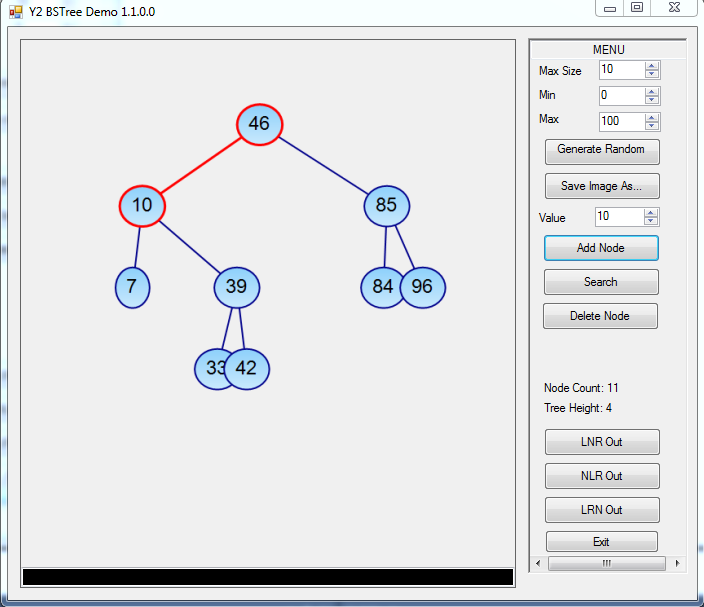 Y2 BSTree Demo 1.1.0.0
MENU
Max Size 10
Min 0
Max 100
Generate Random
Save Image As...
Value 10
Add Node
Search
Delete Node
Node Count: 11
Tree Height: 4
LNR Out
NLR Out
LRN Out
Exit
46
10 85
7 39 84 96
33 42